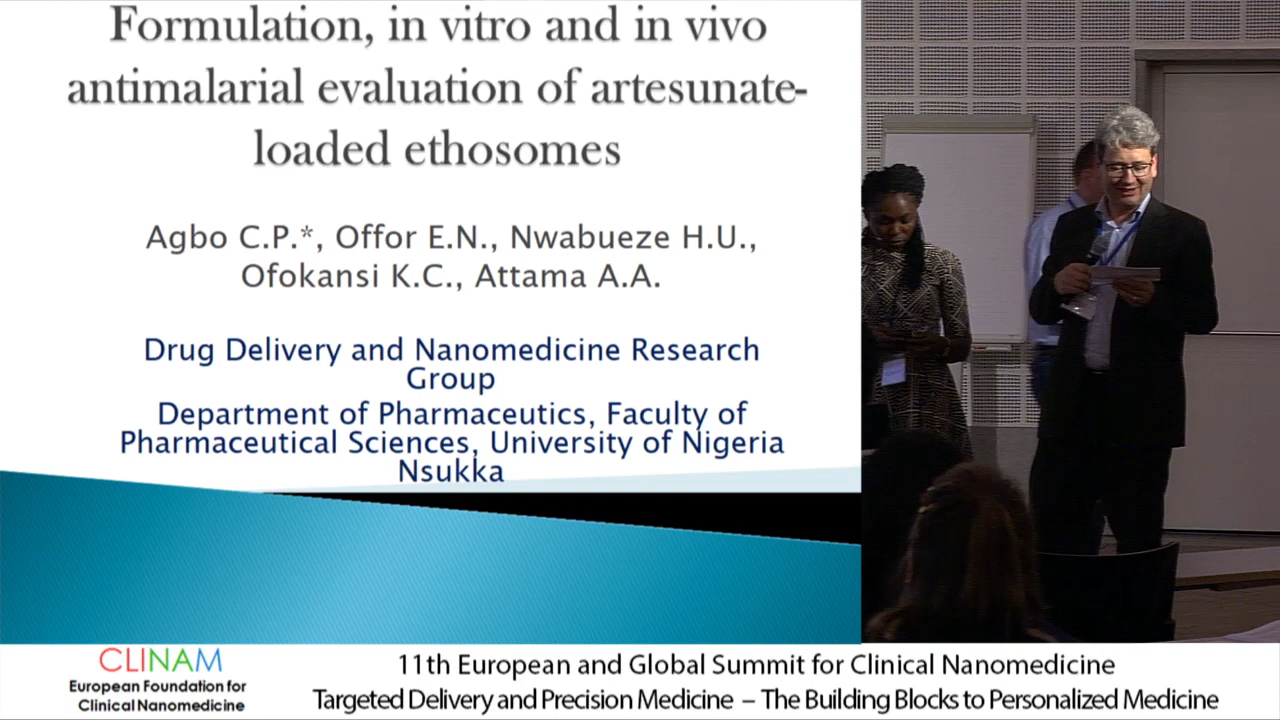 Formulation, in vitro and in vivo
antimalarial evaluation of artesunate-
loaded ethosomes
Agbo C.P.*, Offor E.N., Nwabueze H.U.,
Ofokansi K.C., Attama A.A.
Drug Delivery and Nanomedicine Research
Group
Department of Pharmaceutics, Faculty of
Pharmaceutical Sciences, University of Nigeria
Nsukka
CLINAM
European Foundation for
Clinical Nanomedicine
11th European and Global Summit for Clinical Nanomedicine
Targeted Delivery and Precision Medicine – The Building Blocks to Personalized Medicine